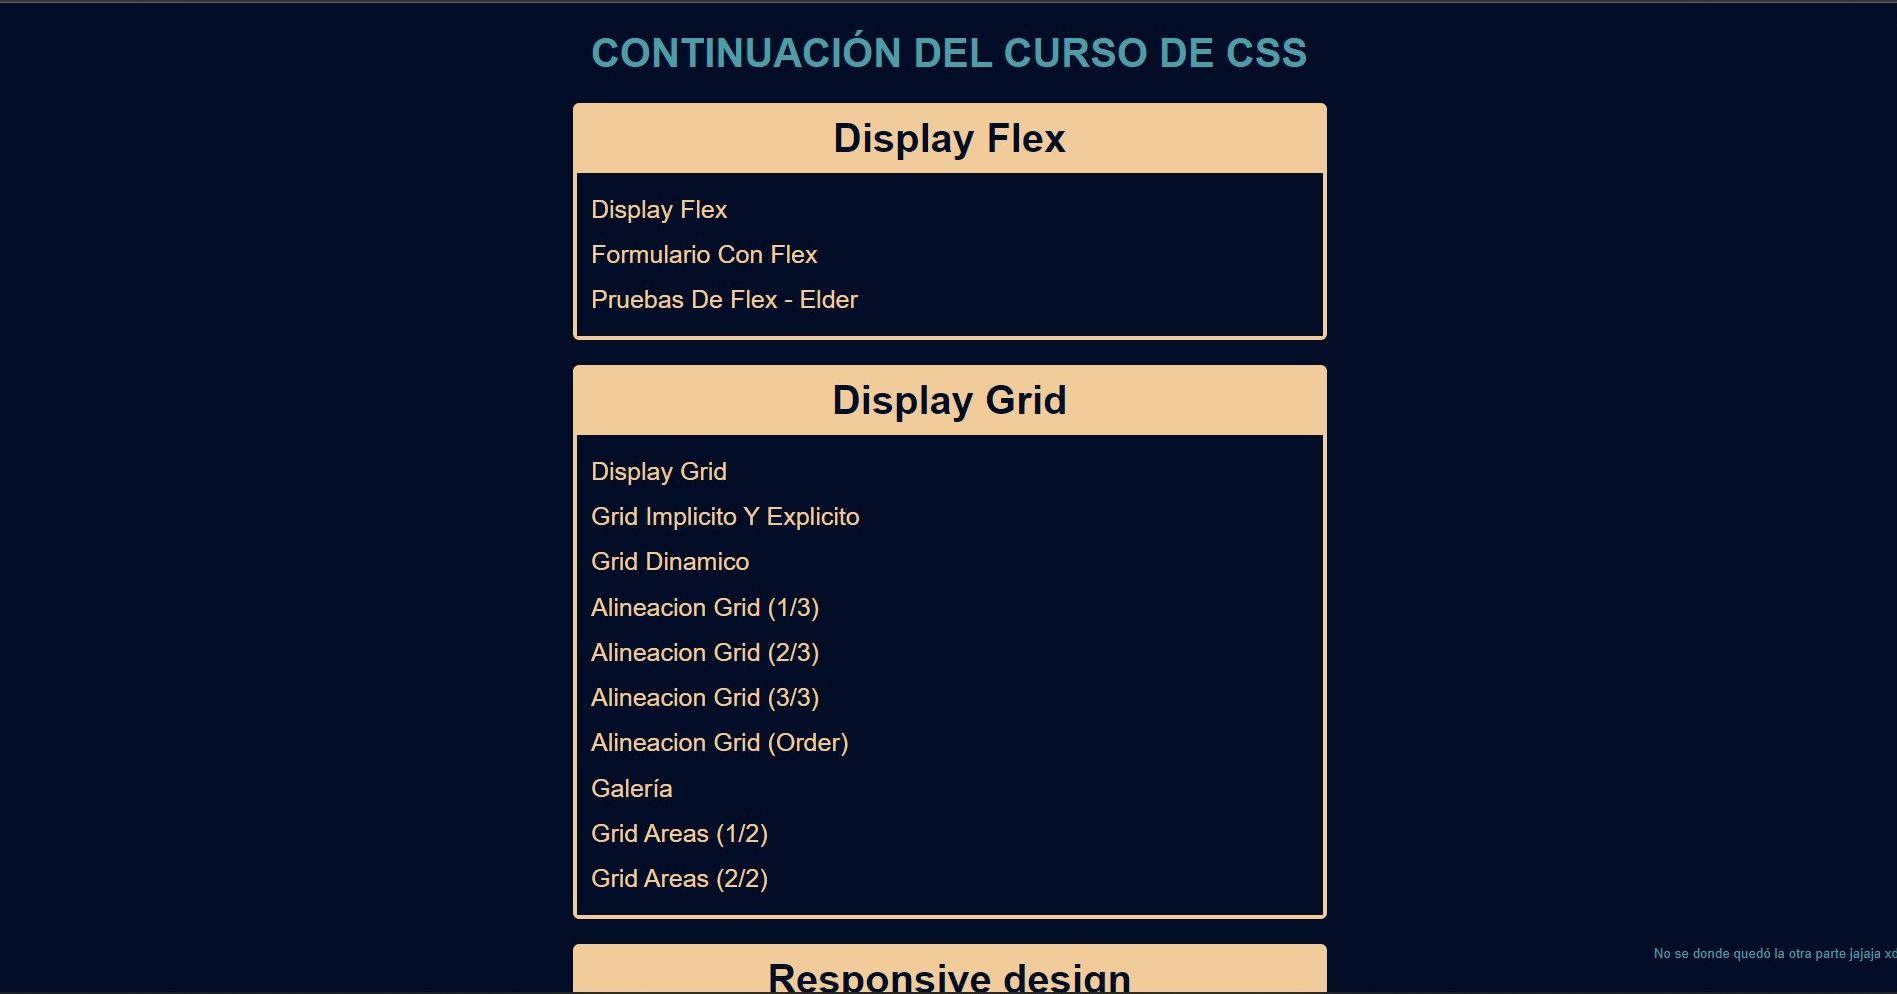 CONTINUACIÓN DEL CURSO DE CSS
Display Flex
Display Flex
Formulario Con Flex
Pruebas De Flex - Elder
Display Grid
Display Grid
Grid Implicito Y Explicito
Grid Dinamico
Alineacion Grid (1/3)
Alineacion Grid (2/3)
Alineacion Grid (3/3)
Alineacion Grid (Order)
Galería
Grid Areas (1/2)
Grid Areas (2/2)
Responsive design
No se donde quedó la otra parte jajaja xd